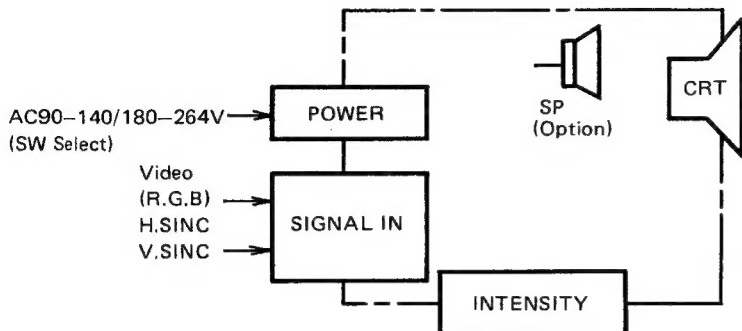 CRT
SP
(Option)
POWER
AC90–140/180–264V
(SW Select)
Video
(R.G.B)
H.SINC
V.SINC
SIGNAL IN
INTENSITY